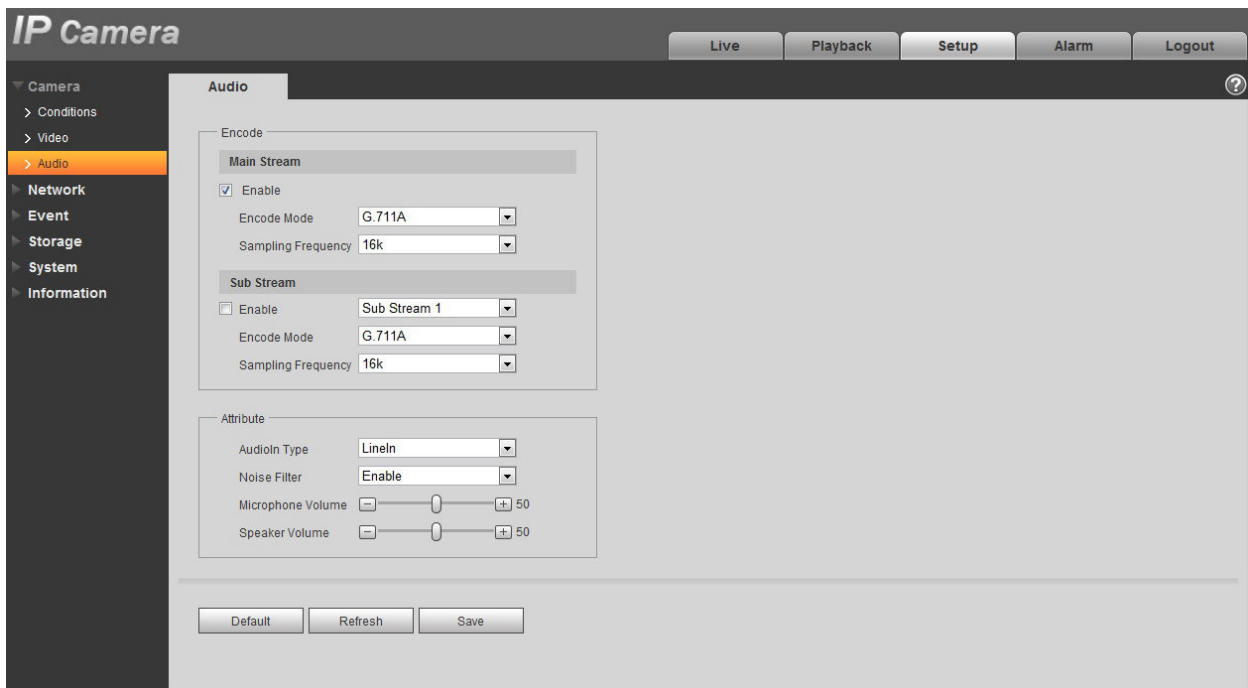 IP Camera
Live Playback Setup Alarm Logout
Camera
Conditions
Video
Audio
Network
Event
Storage
System
Information
Audio
?
Encode
Main Stream
Enable
Encode Mode G.711A
Sampling Frequency 16k
Sub Stream
Enable Sub Stream 1
Encode Mode G.711A
Sampling Frequency 16k
Attribute
AudioIn Type LineIn
Noise Filter Enable
Microphone Volume 50
Speaker Volume 50
Default Refresh Save